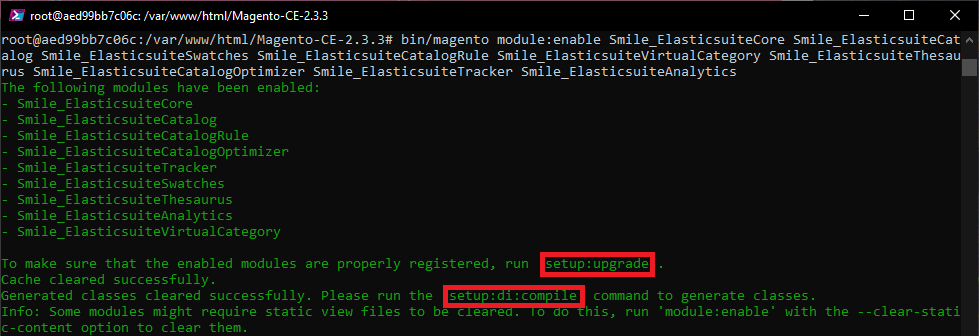 root@aed99bb7c06c: /var/www/html/Magento-CE-2.3.3
root@aed99bb7c06c:/var/www/html/Magento-CE-2.3.3# bin/magento module:enable Smile_ElasticsuiteCore Smile_ElasticsuiteCat
alog Smile_ElasticsuiteSwatches Smile_ElasticsuiteCatalogRule Smile_ElasticsuiteVirtualCategory Smile_ElasticsuiteThesau
rus Smile_ElasticsuiteCatalogOptimizer Smile_ElasticsuiteTracker Smile_ElasticsuiteAnalytics
The following modules have been enabled:
- Smile_ElasticsuiteCore
- Smile_ElasticsuiteCatalog
- Smile_ElasticsuiteCatalogRule
- Smile_ElasticsuiteCatalogOptimizer
- Smile_ElasticsuiteTracker
- Smile_ElasticsuiteSwatches
- Smile_ElasticsuiteThesaurus
- Smile_ElasticsuiteAnalytics
- Smile_ElasticsuiteVirtualCategory
To make sure that the enabled modules are properly registered, run 'setup:upgrade'.
Cache cleared successfully.
Generated classes cleared successfully. Please run the 'setup:di:compile' command to generate classes.
Info: Some modules might require static view files to be cleared. To do this, run 'module:enable' with the --clear-stati
c-content option to clear them.